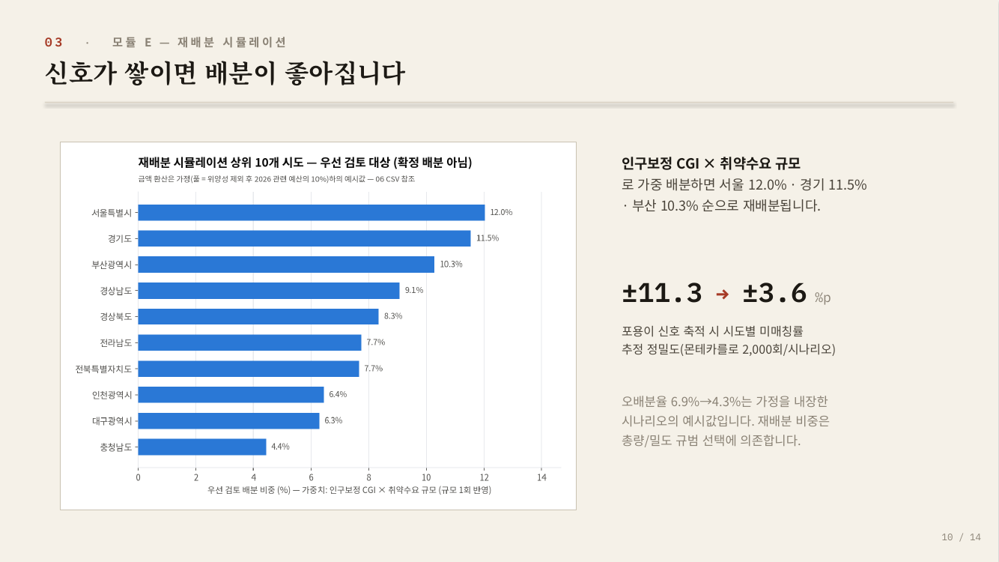 03 · 모듈 E — 재배분 시뮬레이션
신호가 쌓이면 배분이 좋아집니다
재배분 시뮬레이션 상위 10개 시도 — 우선 검토 대상 (확정 배분 아님)
금액 환산은 가정(풀 = 위양성 제외 후 2026 관련 예산의 10%)하의 예시값 — 06 CSV 참조
서울특별시 12.0%
경기도 11.5%
부산광역시 10.3%
경상남도 9.1%
경상북도 8.3%
전라남도 7.7%
전북특별자치도 7.7%
인천광역시 6.4%
대구광역시 6.3%
충청남도 4.4%
0 2 4 6 8 10 12 14
우선 검토 배분 비중 (%) — 가중치: 인구보정 CGI × 취약수요 규모 (규모 1회 반영)
인구보정 CGI × 취약수요 규모
로 가중 배분하면 서울 12.0% · 경기 11.5%
· 부산 10.3% 순으로 재배분됩니다.
±11.3 → ±3.6 %p
포용이 신호 축적 시 시도별 미매칭률
추정 정밀도(몬테카를로 2,000회/시나리오)
오배분율 6.9%→4.3%는 가정을 내장한
시나리오의 예시값입니다. 재배분 비중은
총량/밀도 규범 선택에 의존합니다.
10 / 14